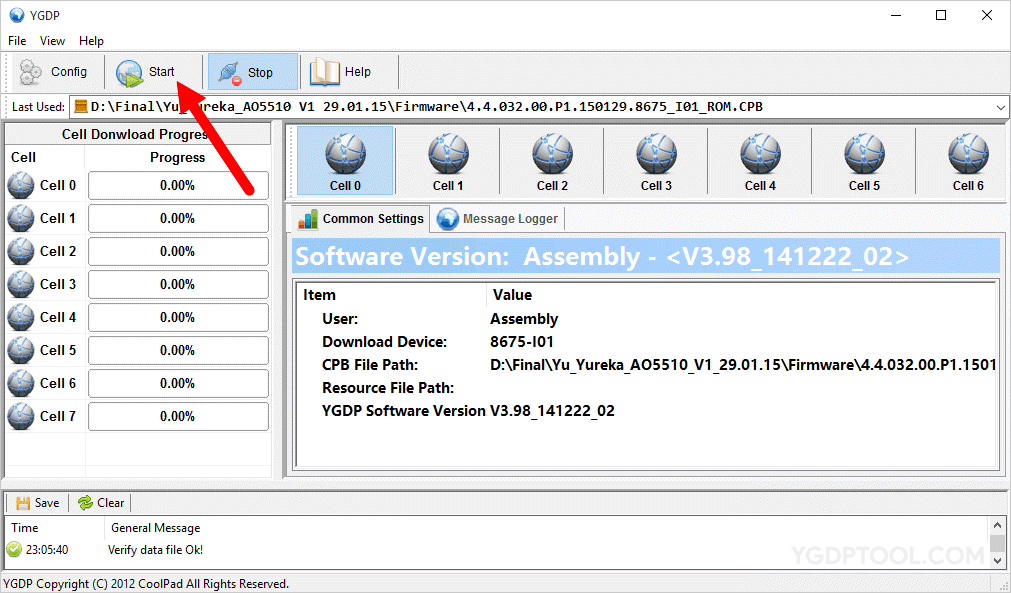 YGDP
File View Help
Config Start Stop Help
Last Used: D:\Final\Yu_Yureka_AO5510 V1 29.01.15\Firmware\4.4.032.00.P1.150129.8675_I01_ROM.CPB
Cell Donwload Progress
Cell Progress
Cell 0 0.00%
Cell 1 0.00%
Cell 2 0.00%
Cell 3 0.00%
Cell 4 0.00%
Cell 5 0.00%
Cell 6 0.00%
Cell 7 0.00%
Cell 0 Cell 1 Cell 2 Cell 3 Cell 4 Cell 5 Cell 6
Common Settings Message Logger
Software Version: Assembly - <V3.98_141222_02>
Item Value
User: Assembly
Download Device: 8675-I01
CPB File Path: D:\Final\Yu_Yureka_AO5510_V1_29.01.15\Firmware\4.4.032.00.P1.1501
Resource File Path:
YGDP Software Version V3.98_141222_02
Save Clear
Time General Message
23:05:40 Verify data file Ok!
YGDPTOOL.COM
YGDP Copyright (C) 2012 CoolPad All Rights Reserved.